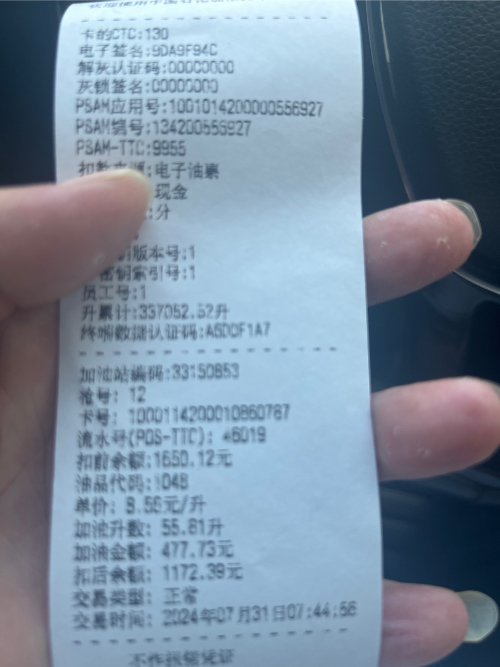 卡的CTC:130
电子签名:9DA9F94C
解灰认证码:00000000
灰锁签名:00000000
PSAM应用号:1001014200000556927
PSAM编号:134200556927
PSAM-TTC:9955
扣款来源:电子油票
现金
:分
钥版本号:1
密钥索引号:1
员工号:1
升累计:337052.52升
终端数据认证码:A5DCF1A7
加油站编码:33150853
枪号: 12
卡号: 1000114200010860787
流水号(POS-TTC): 46019
扣前余额:1650.12元
油品代码:1048
单价: 8.56元/升
加油升数: 55.81升
加油金额: 477.73元
扣后余额: 1172.39元
交易类型: 正常
交易时间: 2024年07月31日07:44:56
不作报销凭证